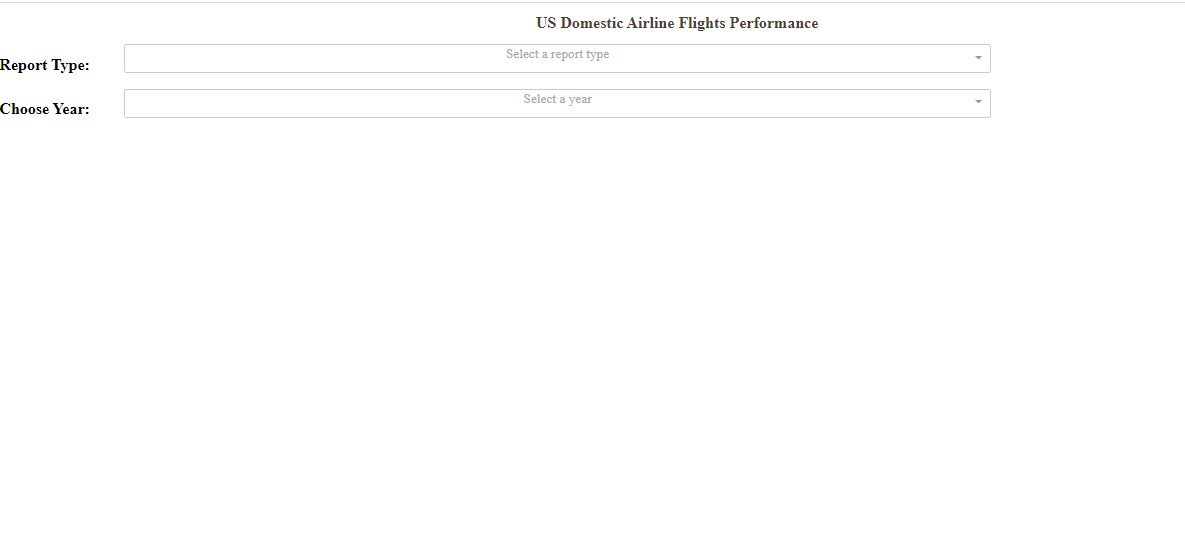 US Domestic Airline Flights Performance
Report Type:
Select a report type
Choose Year:
Select a year